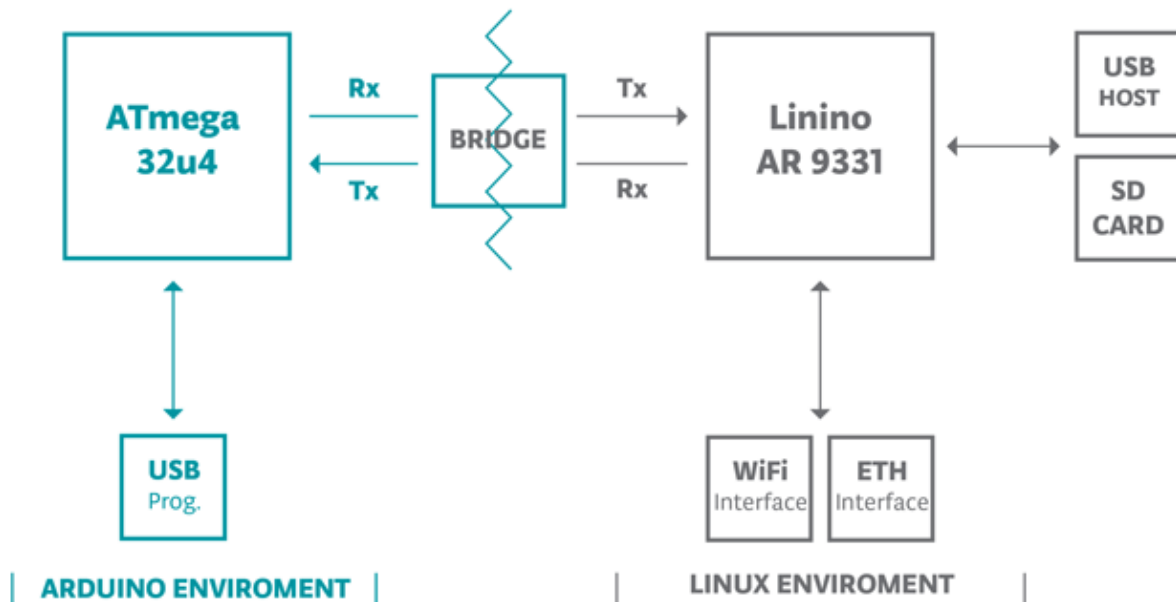 ATmega
32u4
Rx
Tx
BRIDGE
Tx
Rx
Linino
AR 9331
USB
HOST
SD
CARD
USB
Prog.
WiFi
Interface
ETH
Interface
ARDUINO ENVIROMENT
LINUX ENVIROMENT